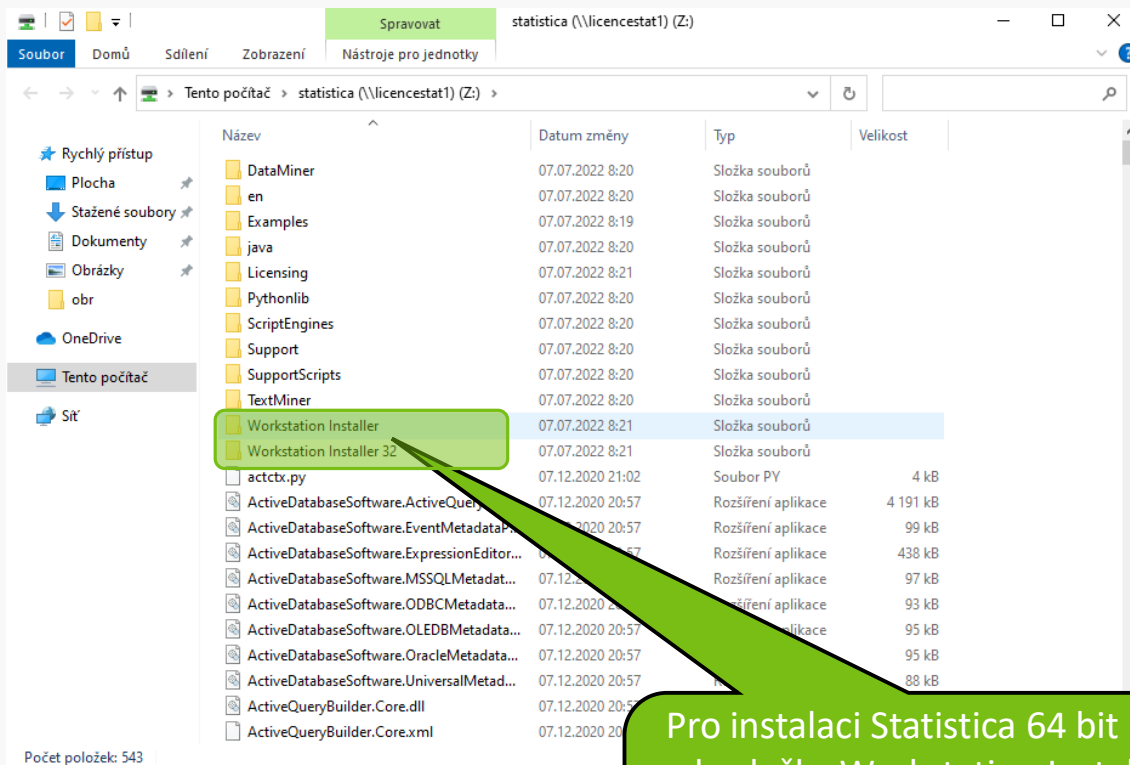 Spravovat statistica (\\licencestat1) (Z:)
Soubor Domů Sdílení Zobrazení Nástroje pro jednotky
Tento počítač › statistica (\\licencestat1) (Z:) ›
Název Datum změny Typ Velikost
Rychlý přístup
Plocha
Stažené soubory
Dokumenty
Obrázky
obr
OneDrive
Tento počítač
Síť
DataMiner 07.07.2022 8:20 Složka souborů
en 07.07.2022 8:20 Složka souborů
Examples 07.07.2022 8:19 Složka souborů
java 07.07.2022 8:20 Složka souborů
Licensing 07.07.2022 8:21 Složka souborů
Pythonlib 07.07.2022 8:20 Složka souborů
ScriptEngines 07.07.2022 8:20 Složka souborů
Support 07.07.2022 8:20 Složka souborů
SupportScripts 07.07.2022 8:20 Složka souborů
TextMiner 07.07.2022 8:20 Složka souborů
Workstation Installer 07.07.2022 8:21 Složka souborů
Workstation Installer 32 07.07.2022 8:21 Složka souborů
actctx.py 07.12.2020 21:02 Soubor PY 4 kB
ActiveDatabaseSoftware.ActiveQuery 07.12.2020 20:57 Rozšíření aplikace 4 191 kB
ActiveDatabaseSoftware.EventMetadataP... 2020 20:57 Rozšíření aplikace 99 kB
ActiveDatabaseSoftware.ExpressionEditor... Rozšíření aplikace 438 kB
ActiveDatabaseSoftware.MSSQLMetadat... 07.12. Rozšíření aplikace 97 kB
ActiveDatabaseSoftware.ODBCMetadata... 07.12.2020 aplikace 93 kB
ActiveDatabaseSoftware.OLEDBMetadata... 07.12.2020 20:57 95 kB
ActiveDatabaseSoftware.OracleMetadata... 07.12.2020 20:57 95 kB
ActiveDatabaseSoftware.UniversalMetad... 07.12.2020 20:57 88 kB
ActiveQueryBuilder.Core.dll 07.12.2020
ActiveQueryBuilder.Core.xml 07.12.2020
Počet položek: 543
Pro instalaci Statistica 64 bit